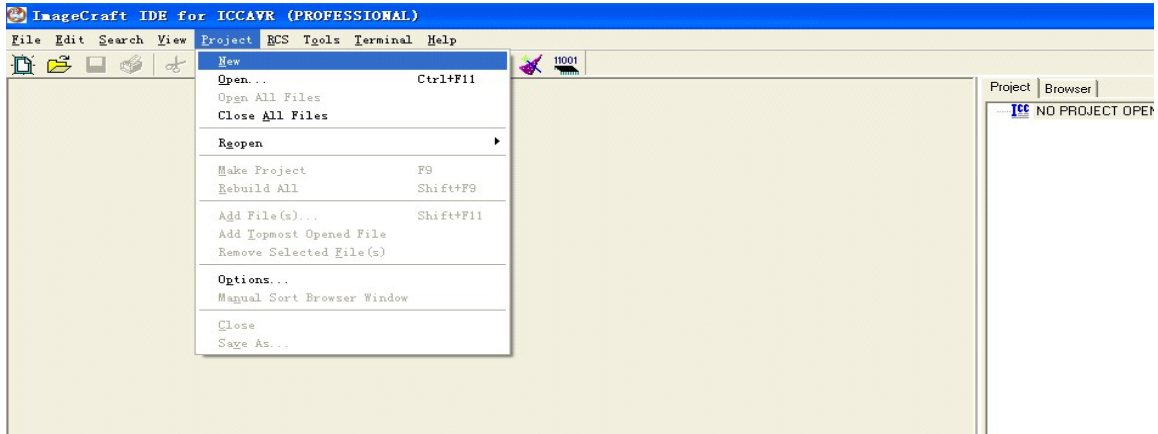 ImageCraft IDE for ICCAVR (PROFESSIONAL)
File Edit Search View Project RCS Tools Terminal Help
11001
New
Open... Ctrl+F11
Open All Files
Close All Files
Reopen
Make Project F9
Rebuild All Shift+F9
Add File(s)... Shift+F11
Add Topmost Opened File
Remove Selected File(s)
Options...
Manual Sort Browser Window
Close
Save As...
Project Browser
ICC NO PROJECT OPEN